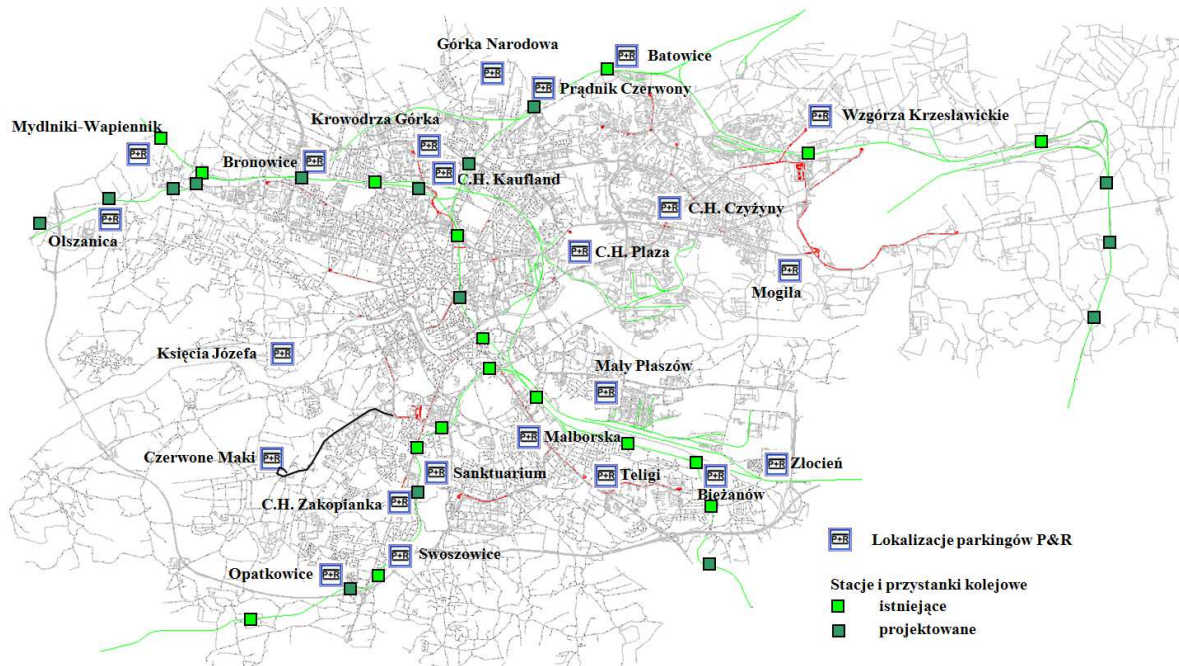 Górka Narodowa
P+R
P+R
Batowice
P+R
Prądnik Czerwony
Mydlniki-Wapiennik
P+R
Krowodrza Górka
P+R
P+R
Wzgórza Krzesławickie
Bronowice
P+R
P+R
C.H. Kaufland
P+R
Olszanica
P+R
C.H. Czyżyny
P+R
C.H. Plaza
P+R
Mogiła
Księcia Józefa
P+R
Mały Płaszów
P+R
Czerwone Maki
P+R
P+R
Malborska
P+R
Sanktuarium
P+R
Teligi
P+R
Bieżanów
P+R
Złocień
C.H. Zakopianka
P+R
P+R
Swoszowice
Opatkowice
P+R
P+R
Lokalizacje parkingów P&R
Stacje i przystanki kolejowe
istniejące
projektowane